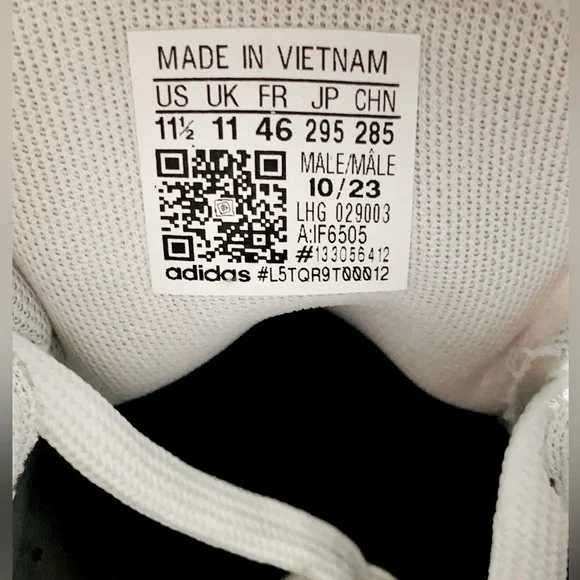 MADE IN VIETNAM
US UK FR JP CHN
11½ 11 46 295 285
MALE/MÂLE
10/23
LHG 029003
A:IF6505
#133056412
adidas #L5TQR9T00012